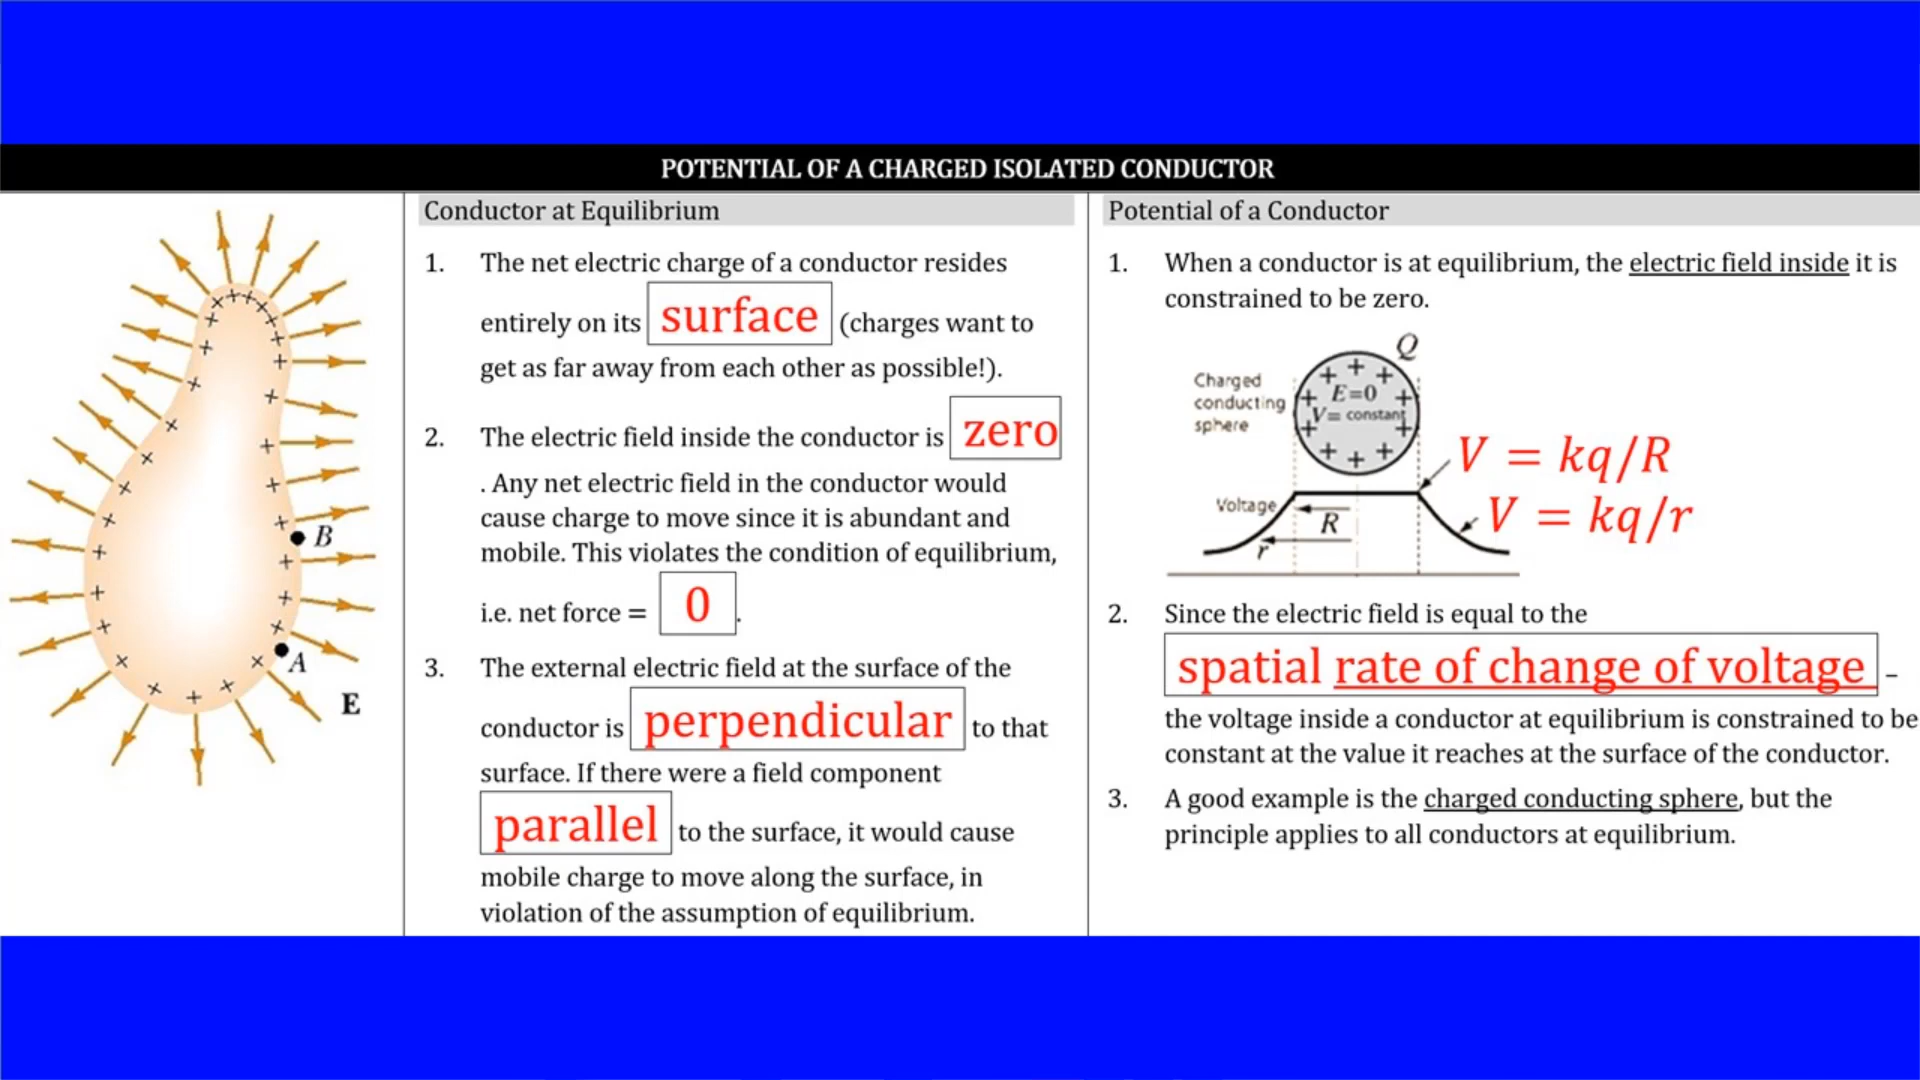 POTENTIAL OF A CHARGED ISOLATED CONDUCTOR
B
A
E
Conductor at Equilibrium
1. The net electric charge of a conductor resides
entirely on its surface (charges want to
get as far away from each other as possible!).
2. The electric field inside the conductor is zero
. Any net electric field in the conductor would
cause charge to move since it is abundant and
mobile. This violates the condition of equilibrium,
i.e. net force = 0.
3. The external electric field at the surface of the
conductor is perpendicular to that
surface. If there were a field component
parallel to the surface, it would cause
mobile charge to move along the surface, in
violation of the assumption of equilibrium.
Potential of a Conductor
1. When a conductor is at equilibrium, the electric field inside it is
constrained to be zero.
Q
Charged
conducting
sphere
E=0
V= constant
V = kq/R
Voltage
R
V = kq/r
r
2. Since the electric field is equal to the
spatial rate of change of voltage –
the voltage inside a conductor at equilibrium is constrained to be
constant at the value it reaches at the surface of the conductor.
3. A good example is the charged conducting sphere, but the
principle applies to all conductors at equilibrium.